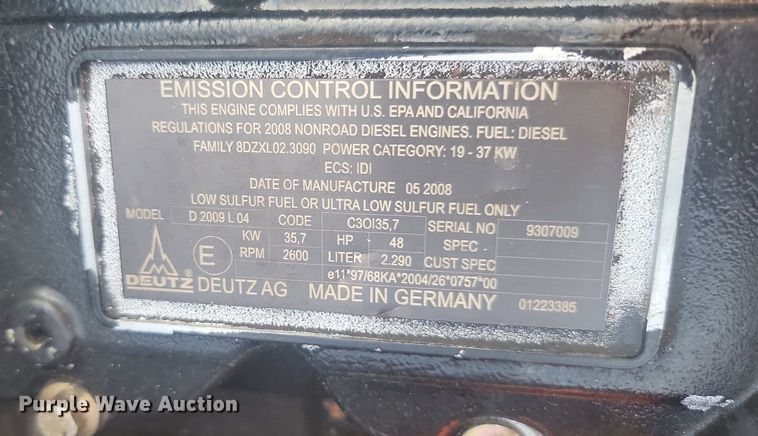 EMISSION CONTROL INFORMATION
THIS ENGINE COMPLIES WITH U.S. EPA AND CALIFORNIA
REGULATIONS FOR 2008 NONROAD DIESEL ENGINES. FUEL: DIESEL
FAMILY 8DZXL02.3090 POWER CATEGORY: 19 - 37 KW
ECS: IDI
DATE OF MANUFACTURE 05 2008
LOW SULFUR FUEL OR ULTRA LOW SULFUR FUEL ONLY
MODEL D 2009 L 04 CODE C3OI35,7 SERIAL NO 9307009
KW 35,7 HP 48 SPEC -
E RPM 2600 LITER 2.290 CUST SPEC
e11*97/68KA*2004/26*0757*00
DEUTZ ® DEUTZ AG MADE IN GERMANY 01223385
Purple Wave Auction